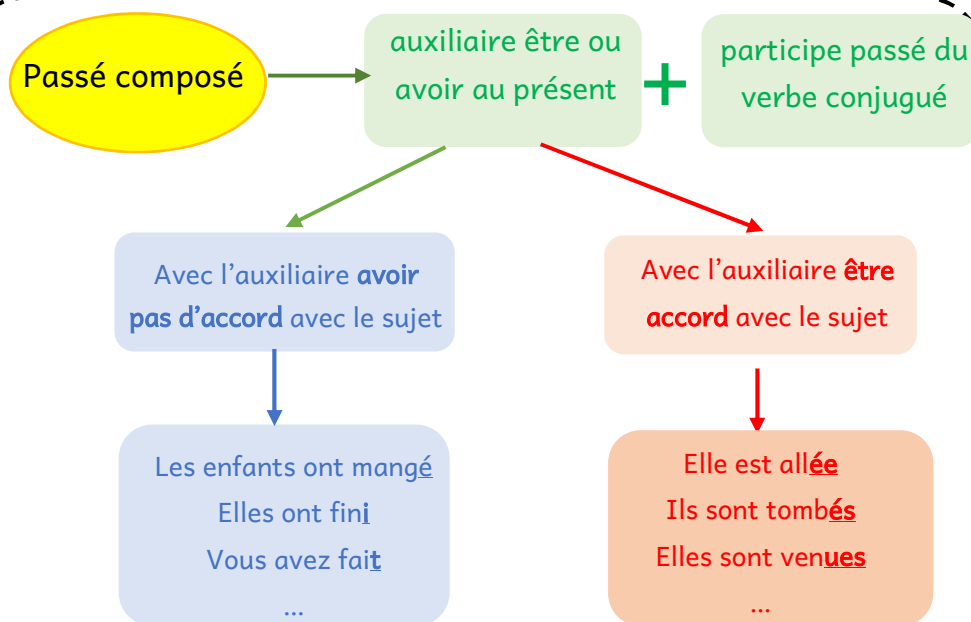 Passé composé
auxiliaire être ou
avoir au présent
+
participe passé du
verbe conjugué
Avec l’auxiliaire avoir
pas d’accord avec le sujet
Avec l’auxiliaire être
accord avec le sujet
Les enfants ont mangé
Elles ont fini
Vous avez fait
...
Elle est allée
Ils sont tombés
Elles sont venues
...